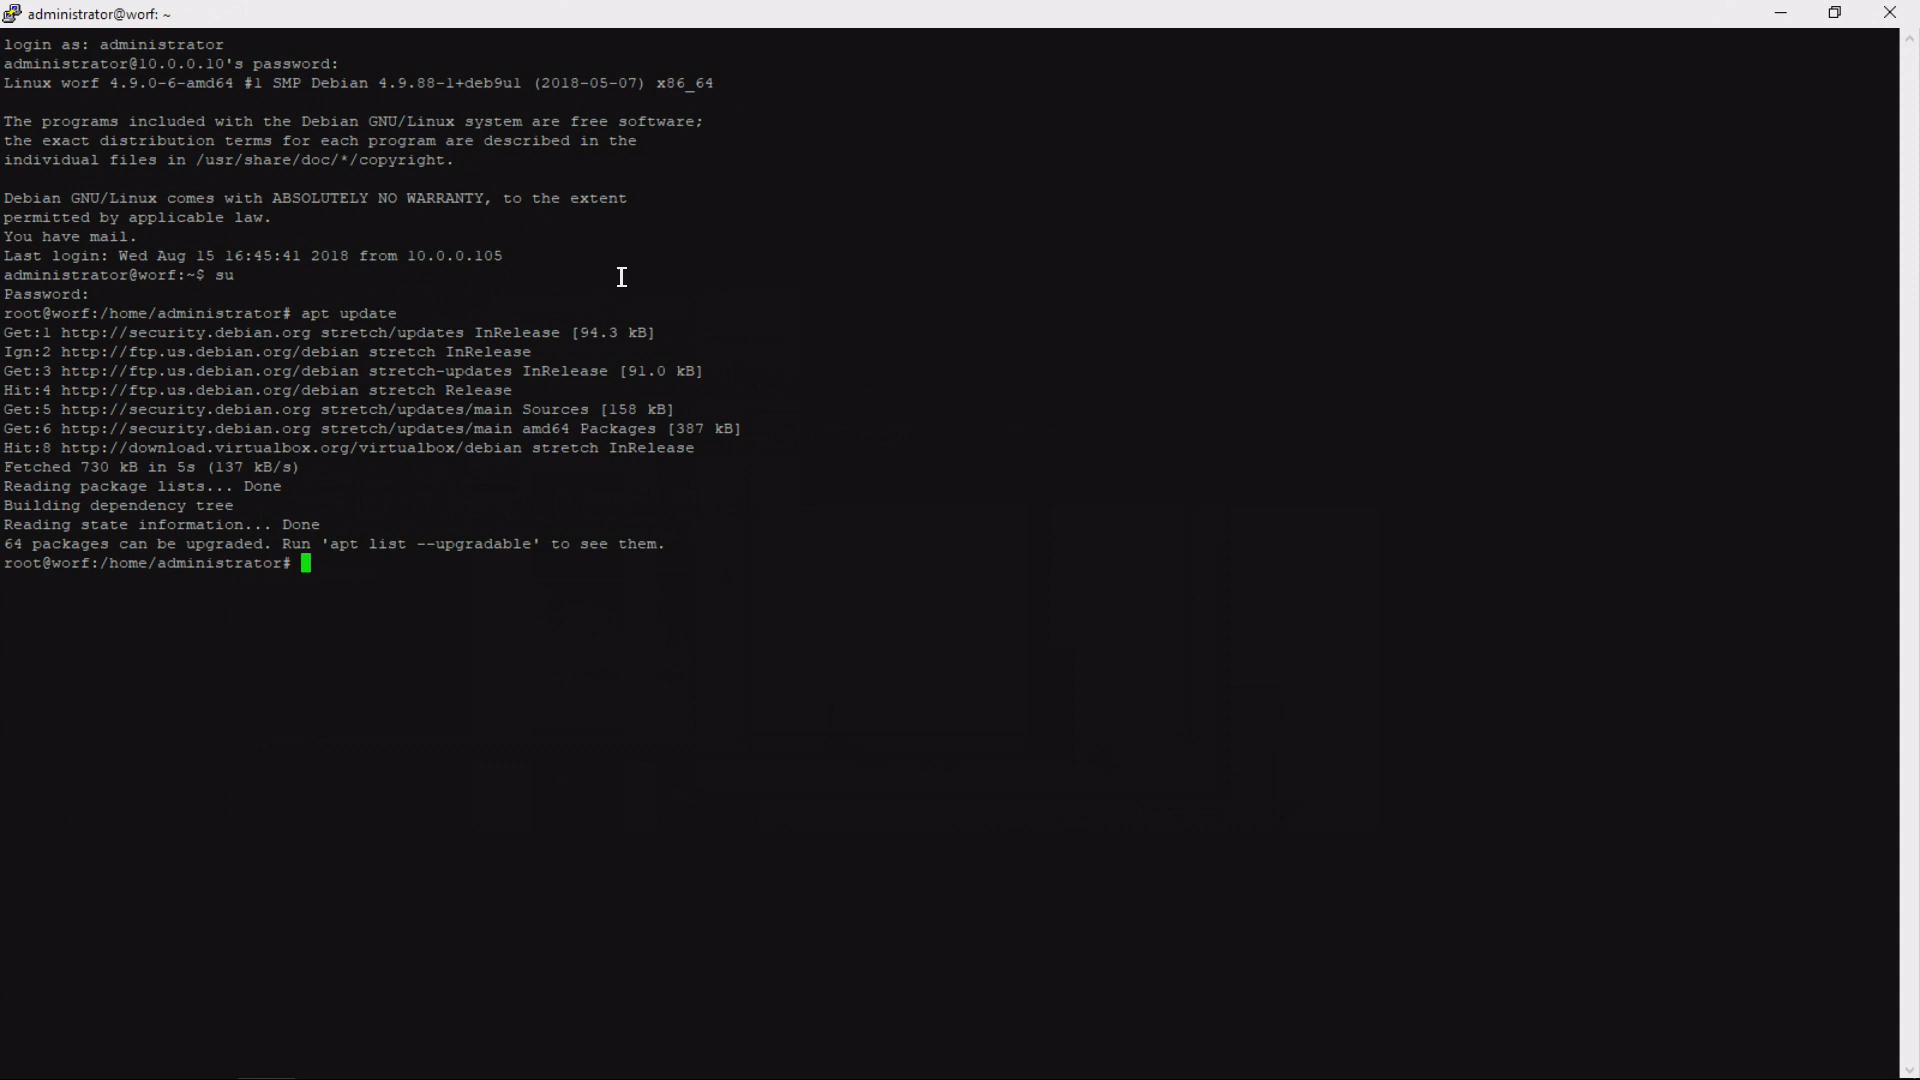 administrator@worf: ~
login as: administrator
administrator@10.0.0.10's password:
Linux worf 4.9.0-6-amd64 #1 SMP Debian 4.9.88-1+deb9u1 (2018-05-07) x86_64
The programs included with the Debian GNU/Linux system are free software;
the exact distribution terms for each program are described in the
individual files in /usr/share/doc/*/copyright.
Debian GNU/Linux comes with ABSOLUTELY NO WARRANTY, to the extent
permitted by applicable law.
You have mail.
Last login: Wed Aug 15 16:45:41 2018 from 10.0.0.105
administrator@worf:~$ su
Password:
root@worf:/home/administrator# apt update
Get:1 http://security.debian.org stretch/updates InRelease [94.3 kB]
Ign:2 http://ftp.us.debian.org/debian stretch InRelease
Get:3 http://ftp.us.debian.org/debian stretch-updates InRelease [91.0 kB]
Hit:4 http://ftp.us.debian.org/debian stretch Release
Get:5 http://security.debian.org stretch/updates/main Sources [158 kB]
Get:6 http://security.debian.org stretch/updates/main amd64 Packages [387 kB]
Hit:8 http://download.virtualbox.org/virtualbox/debian stretch InRelease
Fetched 730 kB in 5s (137 kB/s)
Reading package lists... Done
Building dependency tree
Reading state information... Done
64 packages can be upgraded. Run 'apt list --upgradable' to see them.
root@worf:/home/administrator#